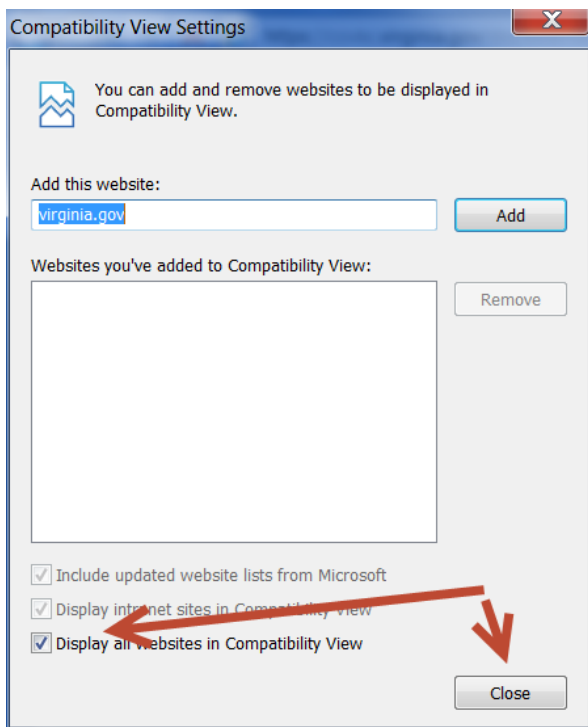 Compatibility View Settings
You can add and remove websites to be displayed in
Compatibility View.
Add this website:
virginia.gov
Add
Websites you've added to Compatibility View:
Remove
Include updated website lists from Microsoft
Display intranet sites in Compatibility View
Display all websites in Compatibility View
Close